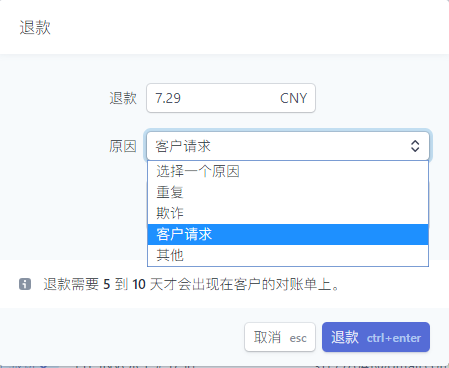 退款
退款 7.29 CNY
原因 客户请求
选择一个原因
重复
欺诈
客户请求
其他
退款需要 5 到 10 天才会出现在客户的对账单上。
取消 esc 退款 ctrl+enter